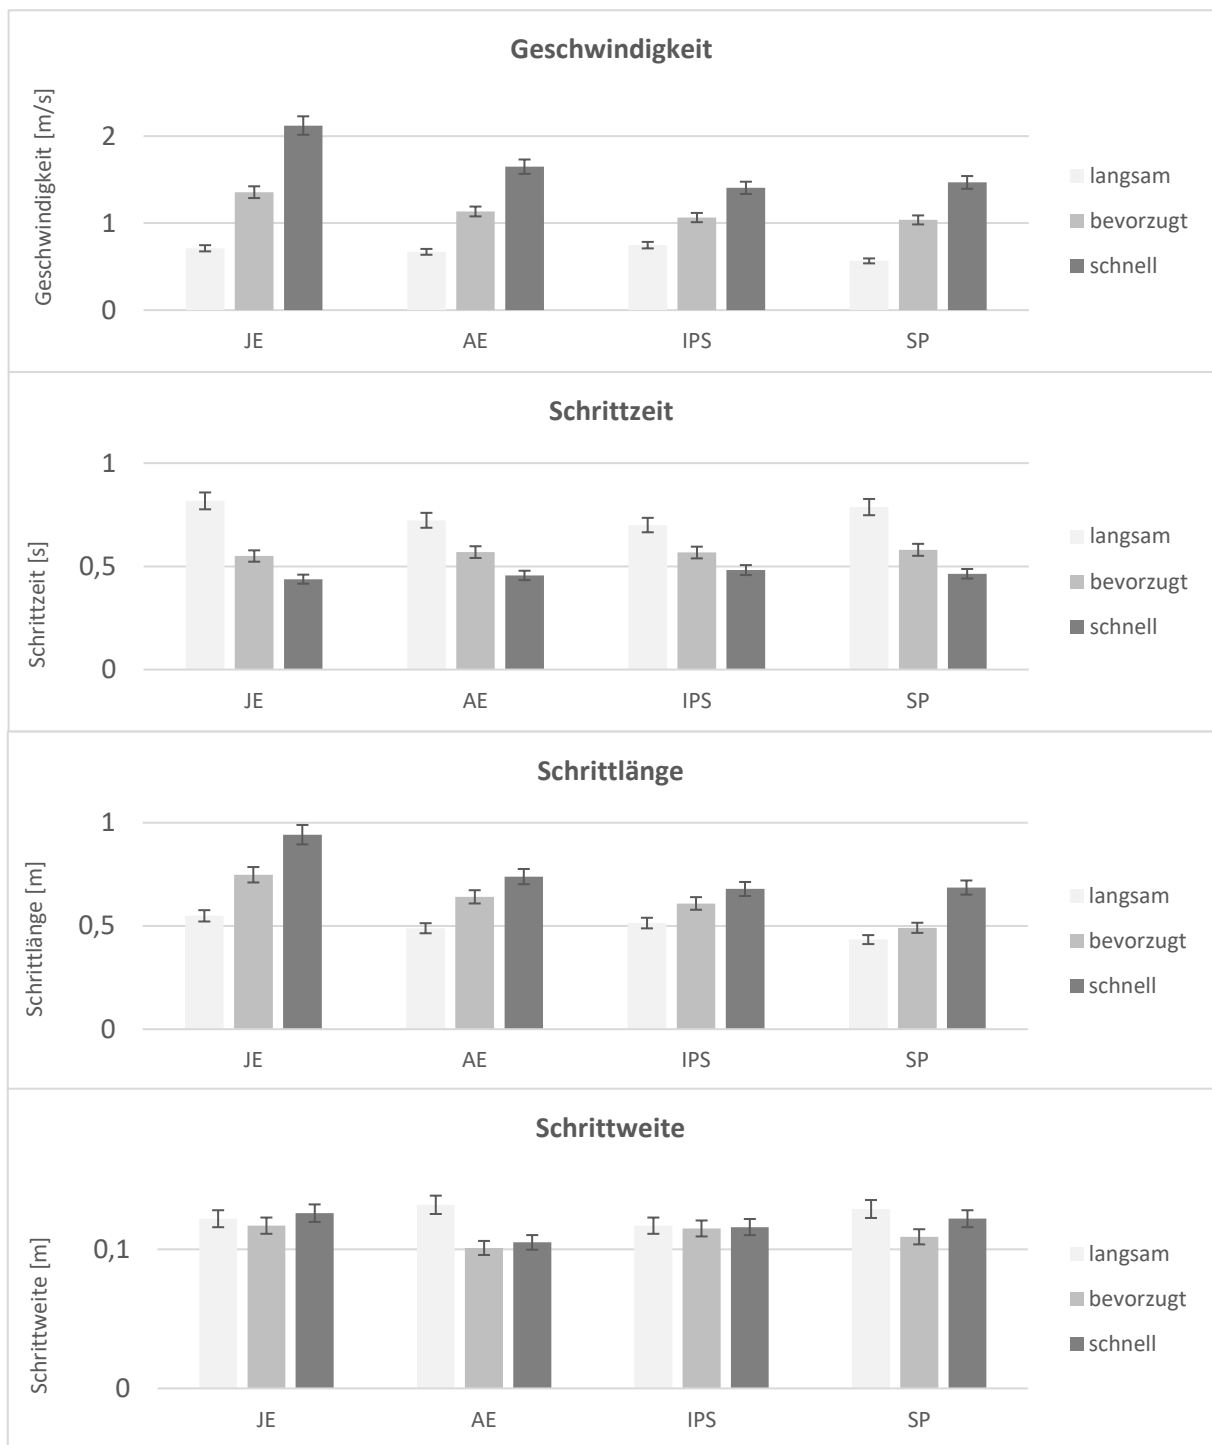 Geschwindigkeit
Geschwindigkeit [m/s]
2
1
0
JE AE IPS SP
langsam
bevorzugt
schnell
Schrittzeit
Schrittzeit [s]
1
0,5
0
JE AE IPS SP
langsam
bevorzugt
schnell
Schrittlänge
Schrittlänge [m]
1
0,5
0
JE AE IPS SP
langsam
bevorzugt
schnell
Schrittweite
Schrittweite [m]
0,1
0
JE AE IPS SP
langsam
bevorzugt
schnell